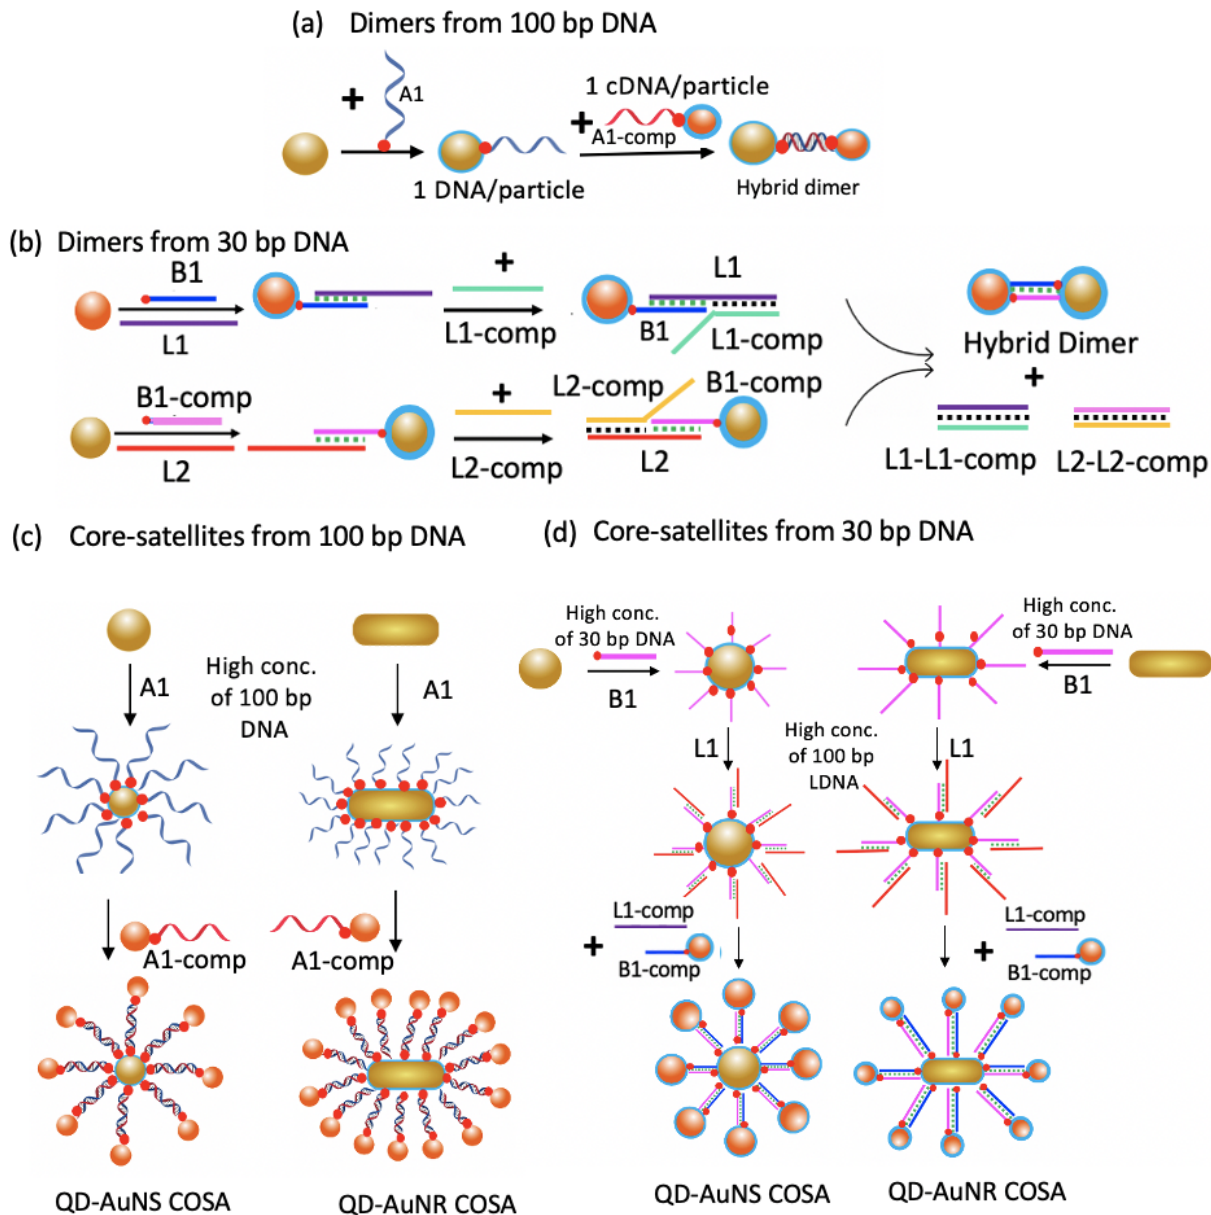 (a) Dimers from 100 bp DNA
+
A1
1 cDNA/particle
+
A1-comp
1 DNA/particle
Hybrid dimer
(b) Dimers from 30 bp DNA
B1
L1
+
L1-comp
L1
B1
L1-comp
Hybrid Dimer
+
B1-comp
L2
+
L2-comp
L2-comp
B1-comp
L2
L1-L1-comp
L2-L2-comp
(c) Core-satellites from 100 bp DNA
A1
High conc.
of 100 bp
DNA
A1
A1-comp
A1-comp
QD-AuNS COSA
QD-AuNR COSA
(d) Core-satellites from 30 bp DNA
High conc.
of 30 bp DNA
B1
High conc.
of 30 bp DNA
B1
L1
High conc.
of 100 bp
LDNA
L1
L1-comp
+
B1-comp
L1-comp
+
B1-comp
QD-AuNS COSA
QD-AuNR COSA